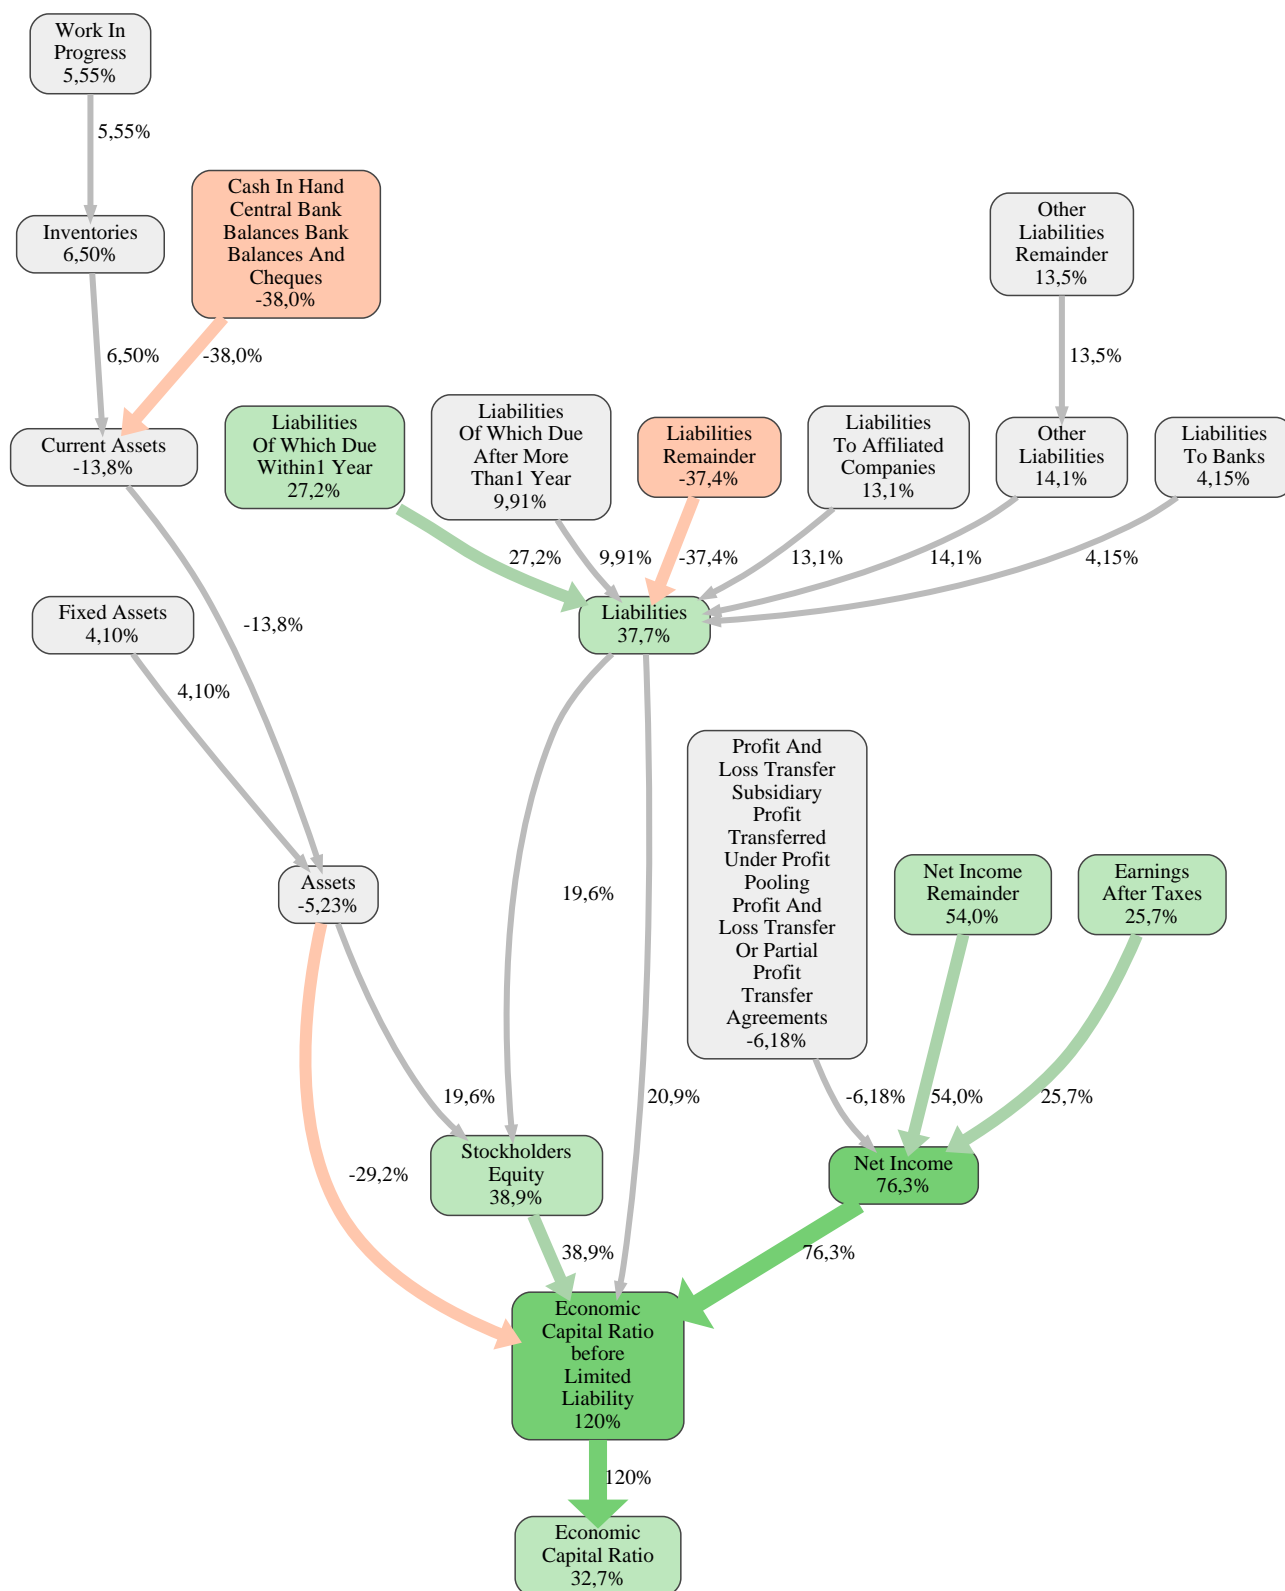 Work In
Progress
5,55%
5,55%
Inventories
6,50%
Cash In Hand
Central Bank
Balances Bank
Balances And
Cheques
-38,0%
Other
Liabilities
Remainder
13,5%
6,50%
-38,0%
13,5%
Current Assets
-13,8%
Liabilities
Of Which Due
Within1 Year
27,2%
Liabilities
Of Which Due
After More
Than1 Year
9,91%
Liabilities
Remainder
-37,4%
Liabilities
To Affiliated
Companies
13,1%
Other
Liabilities
14,1%
Liabilities
To Banks
4,15%
27,2%
9,91%
-37,4%
13,1%
14,1%
4,15%
Fixed Assets
4,10%
-13,8%
Liabilities
37,7%
4,10%
Profit And
Loss Transfer
Subsidiary
Profit
Transferred
Under Profit
Pooling
Profit And
Loss Transfer
Or Partial
Profit
Transfer
Agreements
-6,18%
Net Income
Remainder
54,0%
Earnings
After Taxes
25,7%
Assets
-5,23%
19,6%
19,6%
20,9%
-6,18%
54,0%
25,7%
-29,2%
Stockholders
Equity
38,9%
Net Income
76,3%
38,9%
76,3%
Economic
Capital Ratio
before
Limited
Liability
120%
120%
Economic
Capital Ratio
32,7%